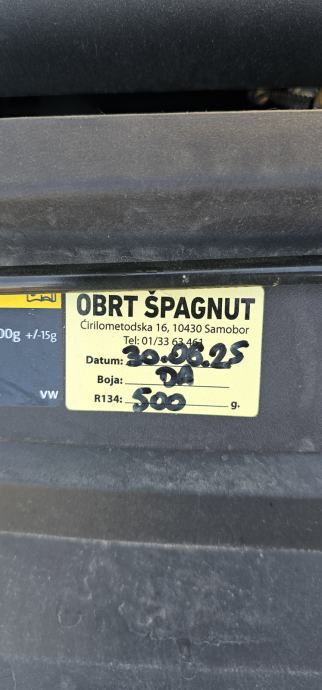 OBRT ŠPAGNUT
Ćirilometodska 16, 10430 Samobor
Tel: 01/33 63 461
00g +/-15g
Datum: 30.06.25
Boja: DA
VW
R134: 500 g.